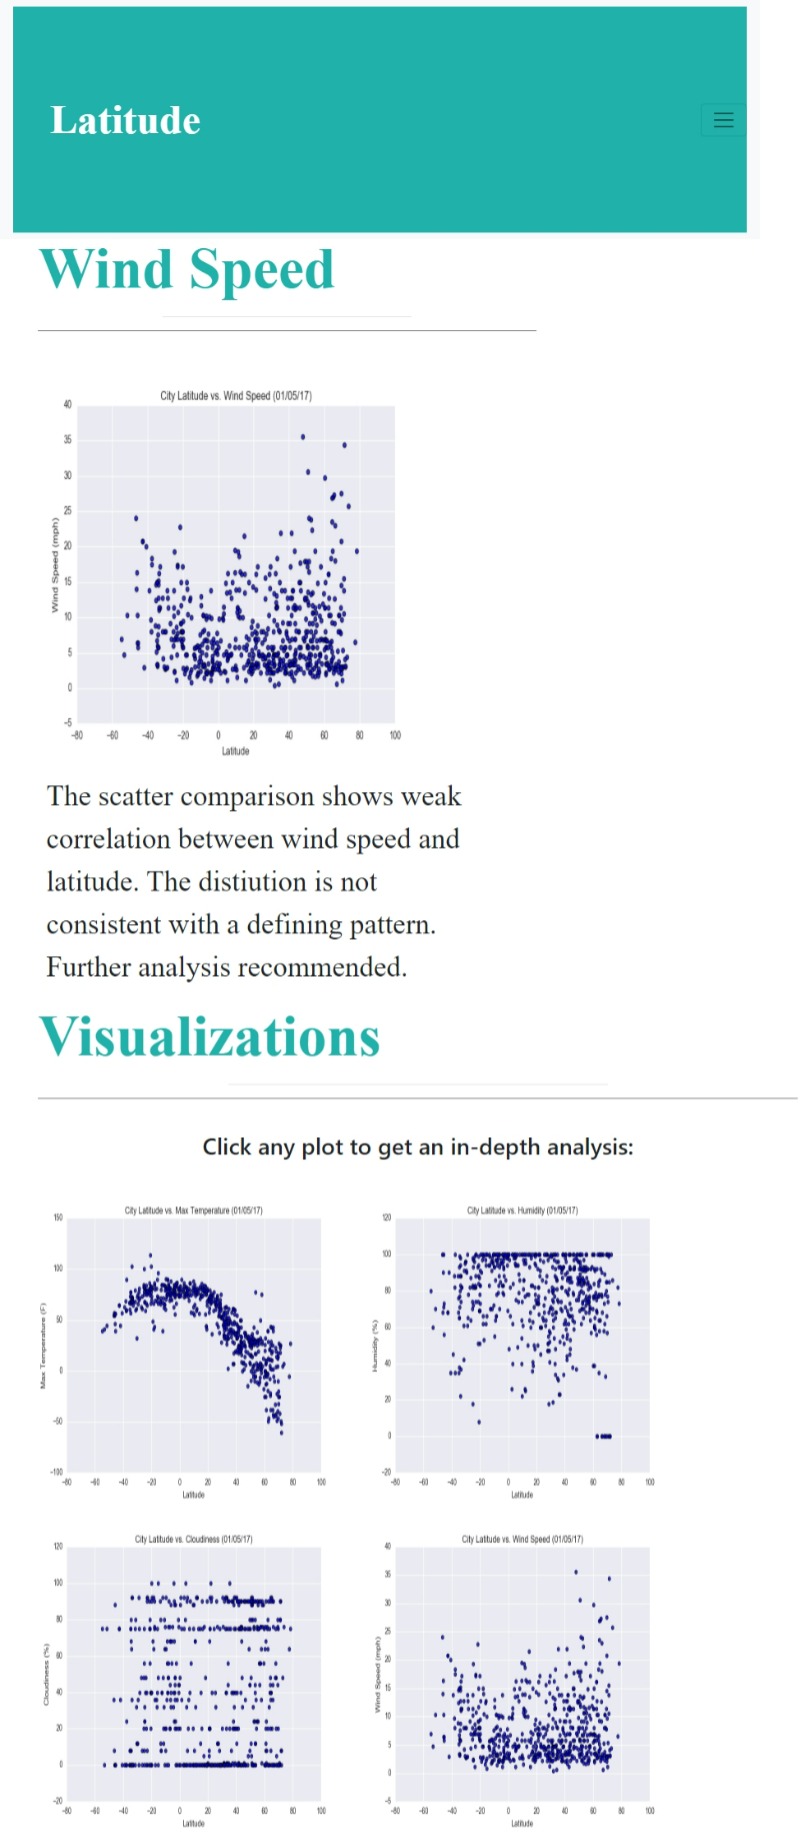 Latitude
Wind Speed
City Latitude vs. Wind Speed (01/05/17)
40
35
30
25
20
15
10
5
0
-5
Wind Speed (mph)
-80 -60 -40 -20 0 20 40 60 80 100
Latitude
The scatter comparison shows weak
correlation between wind speed and
latitude. The distiution is not
consistent with a defining pattern.
Further analysis recommended.
Visualizations
Click any plot to get an in-depth analysis:
City Latitude vs. Max Temperature (01/05/17)
150
100
50
0
-50
-100
Max Temperature (F)
-80 -60 -40 -20 0 20 40 60 80 100
Latitude
City Latitude vs. Humidity (01/05/17)
120
100
80
60
40
20
0
-20
Humidity (%)
-80 -60 -40 -20 0 20 40 60 80 100
Latitude
City Latitude vs. Cloudiness (01/05/17)
120
100
80
60
40
20
0
-20
Cloudiness (%)
-80 -60 -40 -20 0 20 40 60 80 100
Latitude
City Latitude vs. Wind Speed (01/05/17)
40
35
30
25
20
15
10
5
0
-5
Wind Speed (mph)
-80 -60 -40 -20 0 20 40 60 80 100
Latitude